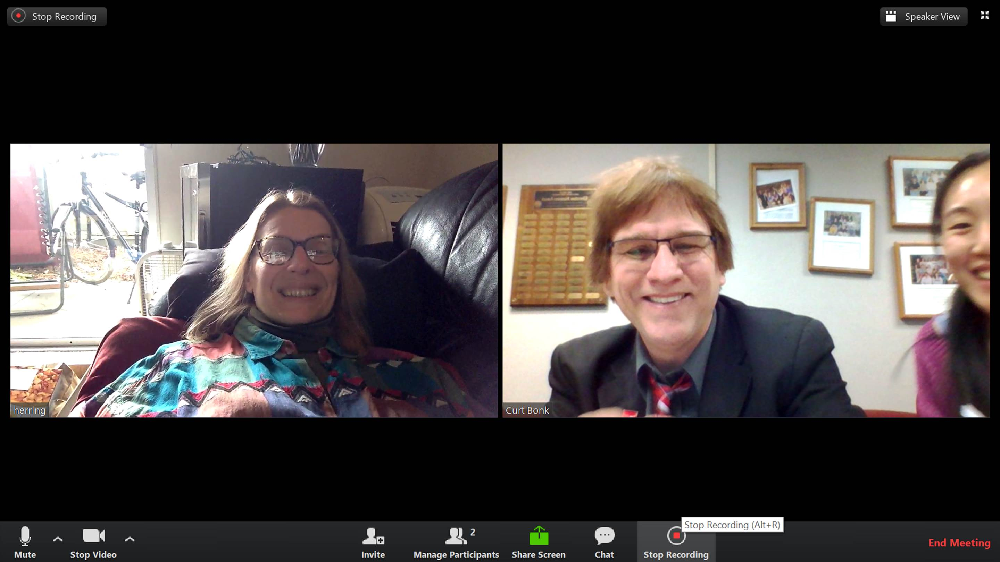 Stop Recording
Speaker View
herring
Curt Bonk
Stop Recording (Alt+R)
2
Mute
Stop Video
Invite
Manage Participants
Share Screen
Chat
Stop Recording
End Meeting